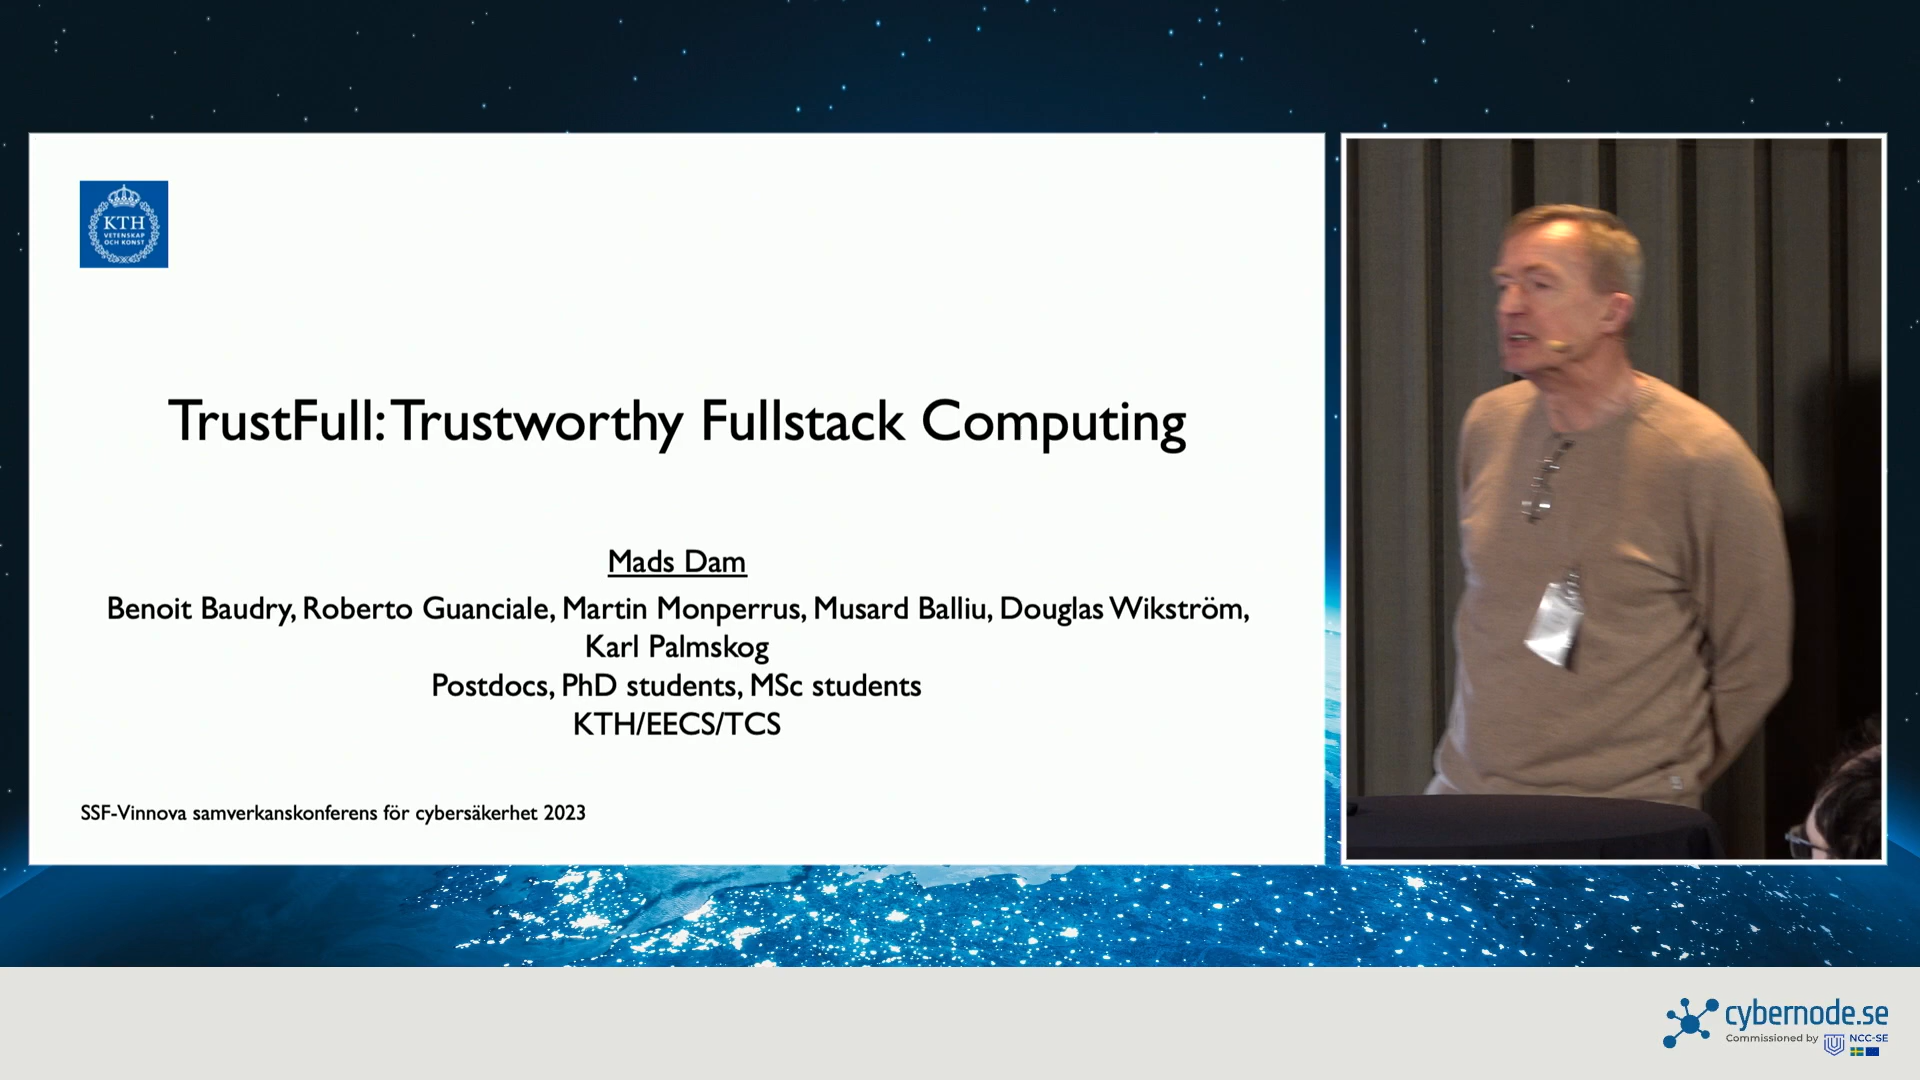 KTH
VETENSKAP
OCH KONST
TrustFull: Trustworthy Fullstack Computing
Mads Dam
Benoit Baudry, Roberto Guanciale, Martin Monperrus, Musard Balliu, Douglas Wikström,
Karl Palmskog
Postdocs, PhD students, MSc students
KTH/EECS/TCS
SSF-Vinnova samverkanskonferens för cybersäkerhet 2023
cybernode.se
Commissioned by NCC-SE